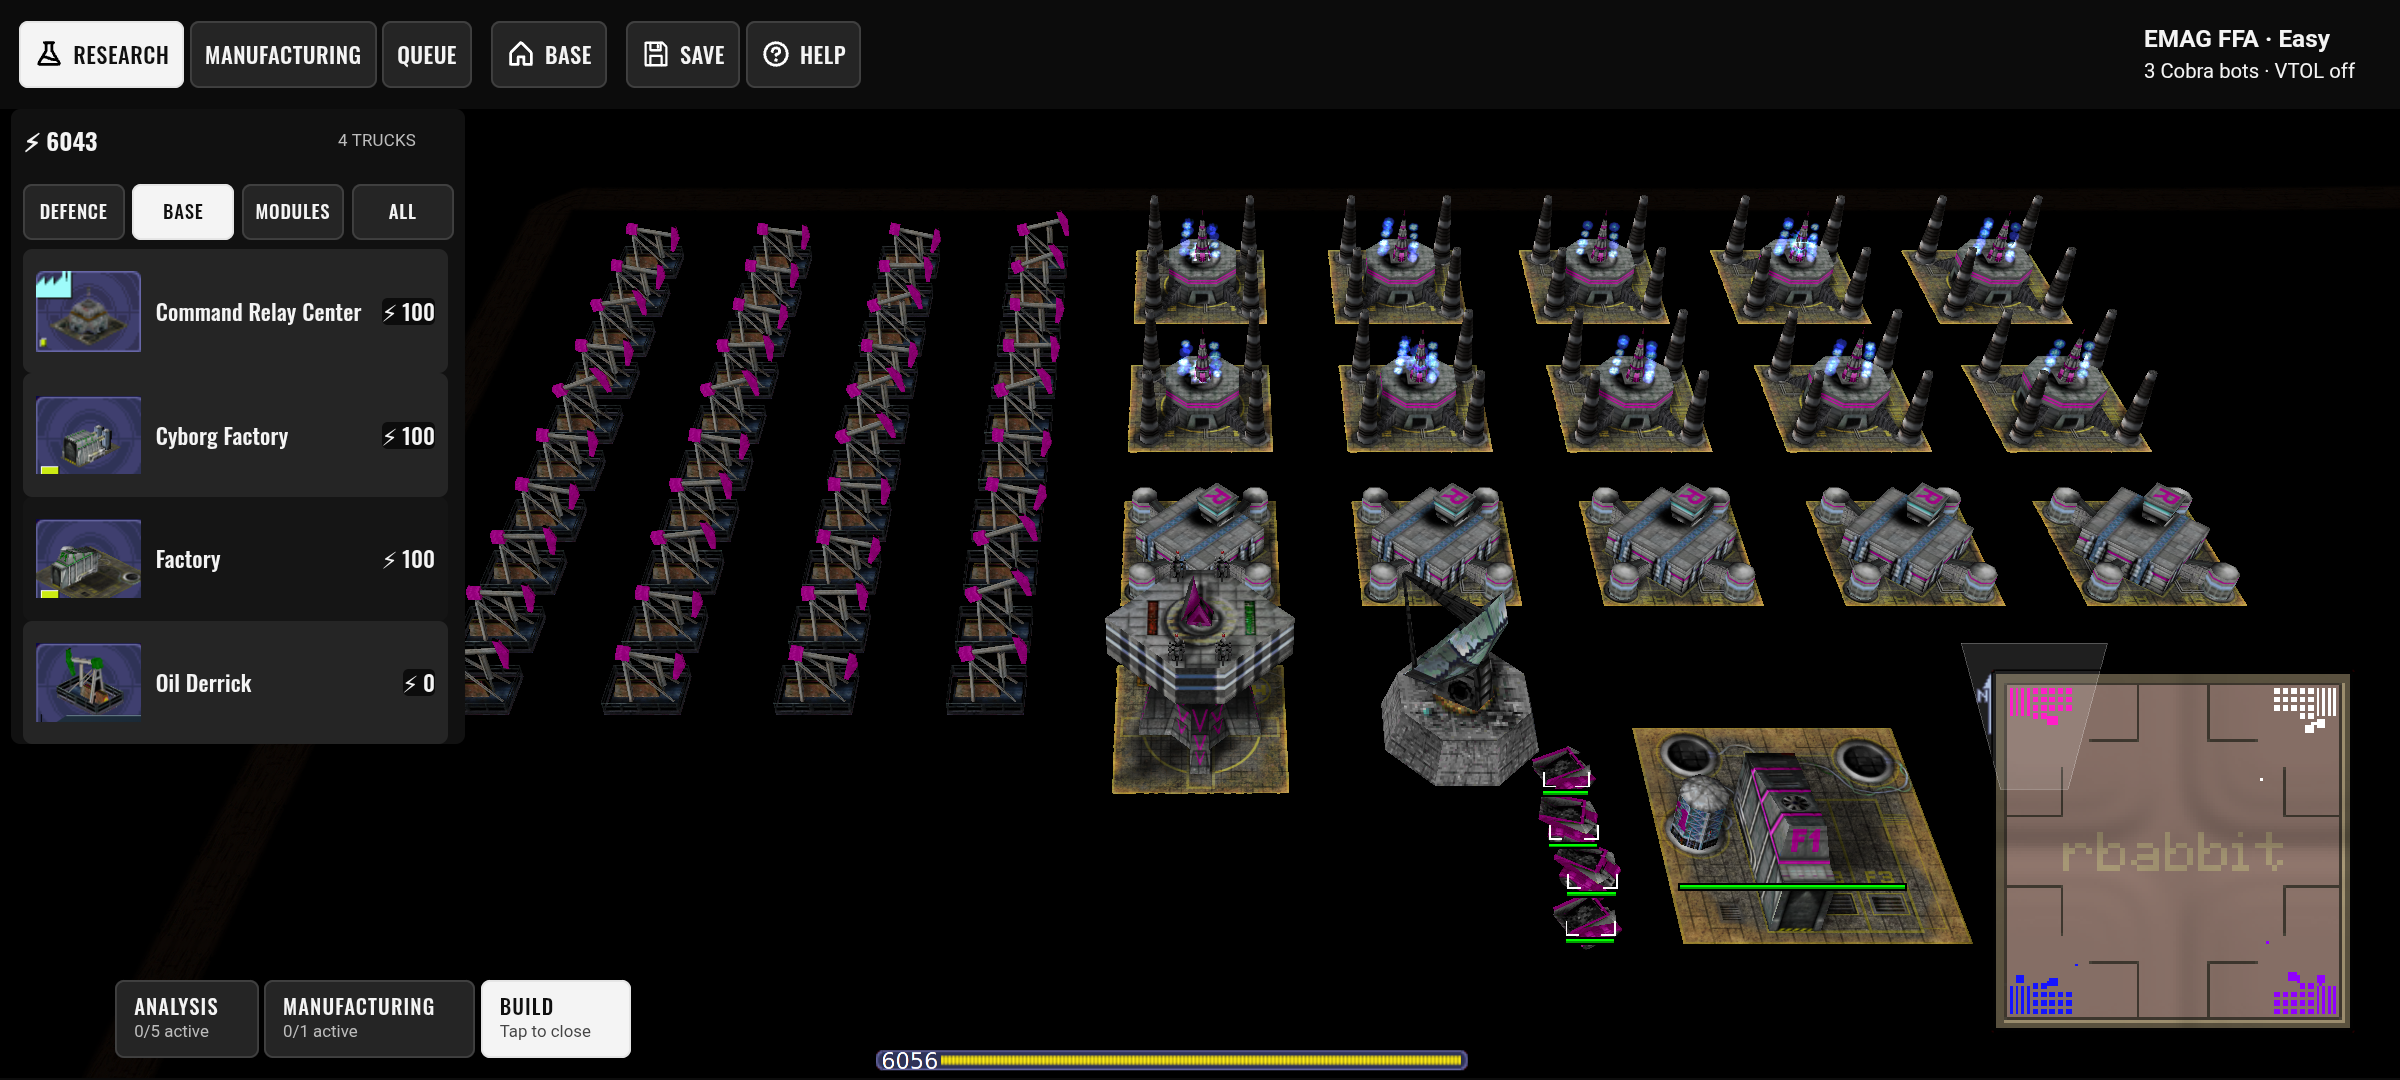 RESEARCH
MANUFACTURING
QUEUE
BASE
SAVE
HELP
EMAG FFA · Easy
3 Cobra bots · VTOL off
⚡ 6043
4 TRUCKS
DEFENCE
BASE
MODULES
ALL
Command Relay Center ⚡ 100
Cyborg Factory ⚡ 100
Factory ⚡ 100
Oil Derrick ⚡ 0
R
R
R
R
R
N
F1
rbabbit
ANALYSIS
0/5 active
MANUFACTURING
0/1 active
BUILD
Tap to close
6056